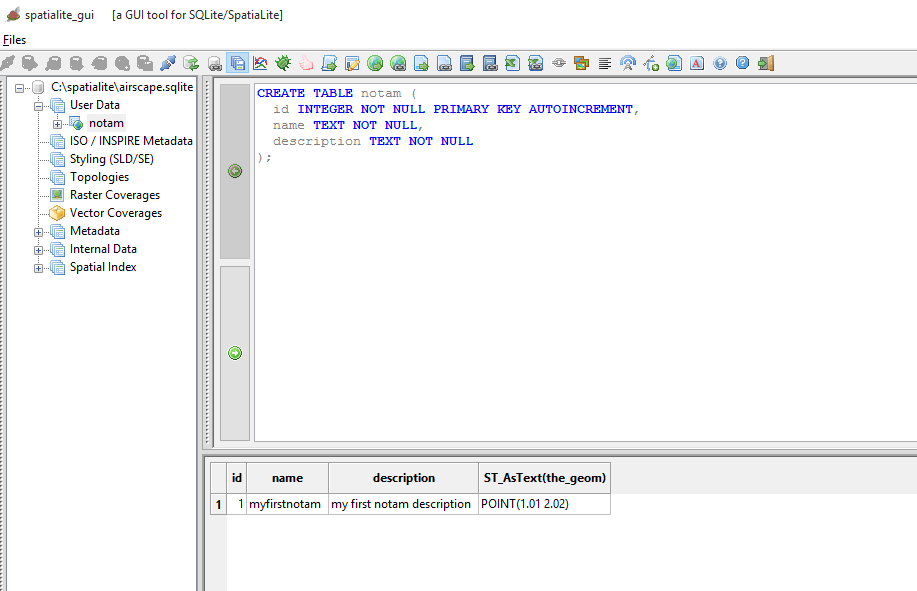 spatialite_gui [a GUI tool for SQLite/SpatiaLite]
Files
C:\spatialite\airscape.sqlite
User Data
notam
ISO / INSPIRE Metadata
Styling (SLD/SE)
Topologies
Raster Coverages
Vector Coverages
Metadata
Internal Data
Spatial Index
CREATE TABLE notam (
  id INTEGER NOT NULL PRIMARY KEY AUTOINCREMENT,
  name TEXT NOT NULL,
  description TEXT NOT NULL
);
id name description ST_AsText(the_geom)
1 1 myfirstnotam my first notam description POINT(1.01 2.02)